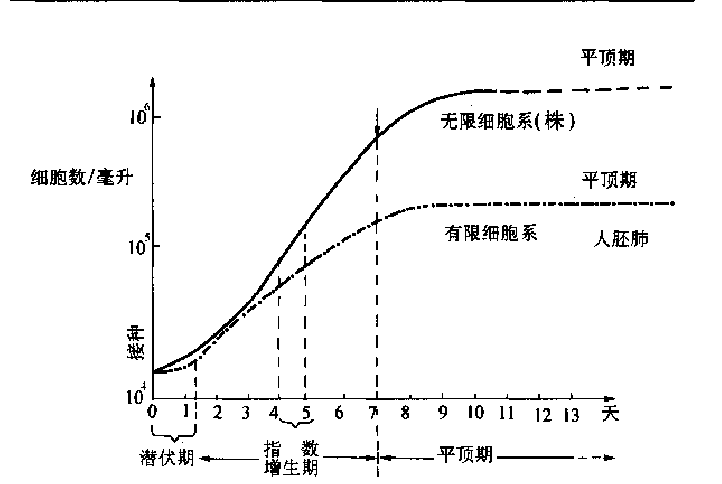 平顶期
10⁶
无限细胞系(株)
细胞数/毫升
平顶期
10⁵
有限细胞系 人胚肺
接种
10⁴
0 1 2 3 4 5 6 7 8 9 10 11 12 13 天
潜伏期 指数 平顶期
增生期